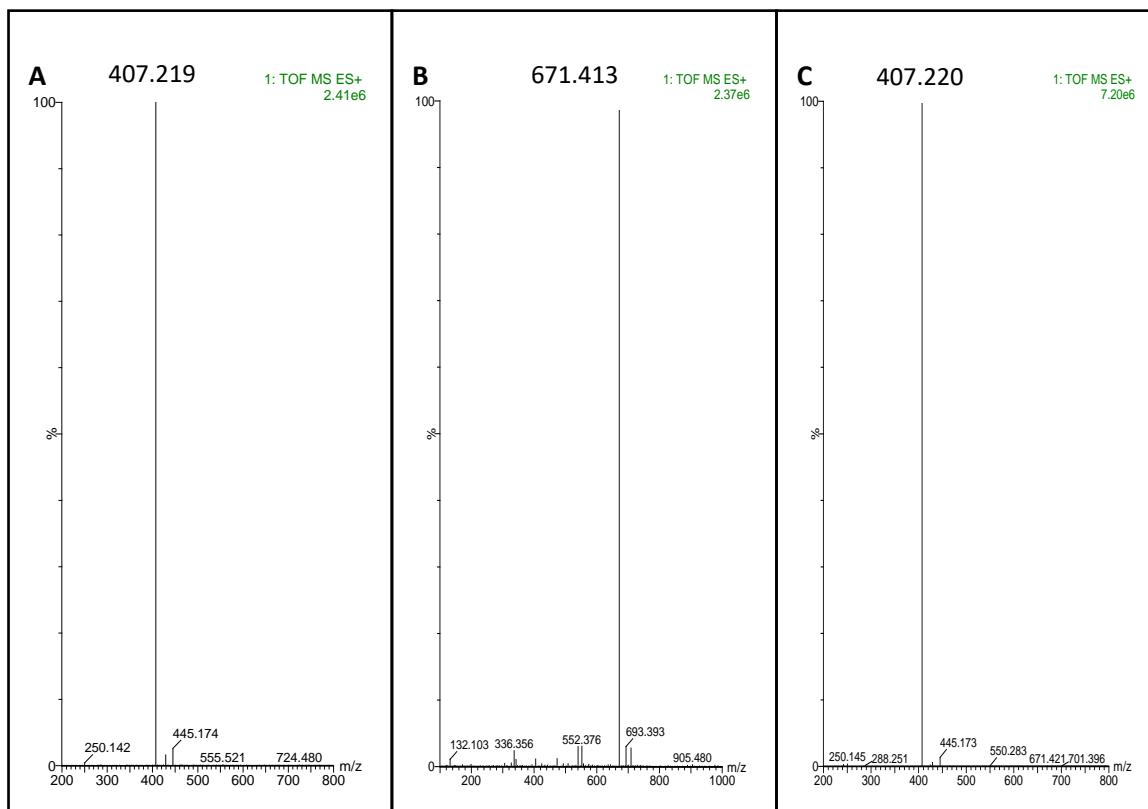 A
407.219
1: TOF MS ES+
2.41e6
100
%
0
250.142
445.174
555.521
724.480
200 300 400 500 600 700 800 m/z
B
671.413
1: TOF MS ES+
2.37e6
100
%
0
132.103
336.356
552.376
693.393
905.480
200 400 600 800 1000 m/z
C
407.220
1: TOF MS ES+
7.20e6
100
%
0
250.145
288.251
445.173
550.283
671.421
701.396
200 300 400 500 600 700 800 m/z